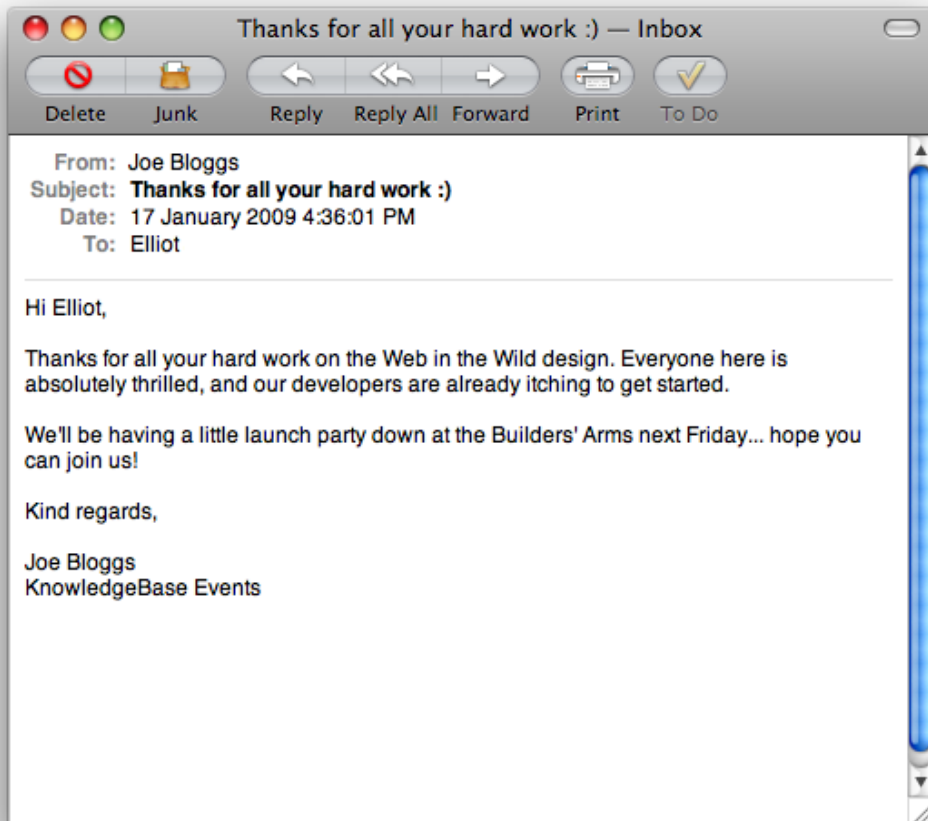 Thanks for all your hard work :) — Inbox
Delete Junk Reply Reply All Forward Print To Do
From: Joe Bloggs
Subject: Thanks for all your hard work :)
Date: 17 January 2009 4:36:01 PM
To: Elliot
Hi Elliot,
Thanks for all your hard work on the Web in the Wild design. Everyone here is
absolutely thrilled, and our developers are already itching to get started.
We'll be having a little launch party down at the Builders' Arms next Friday... hope you
can join us!
Kind regards,
Joe Bloggs
KnowledgeBase Events